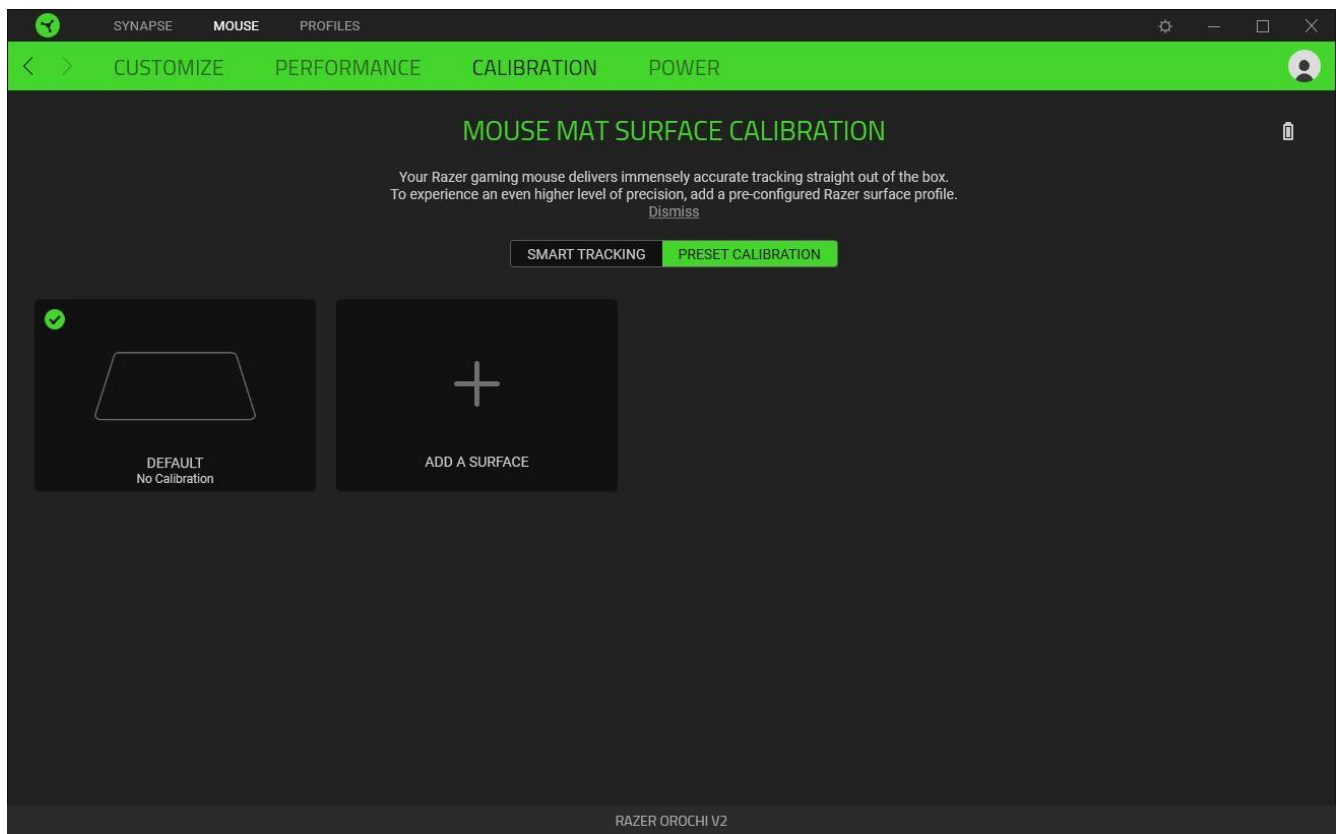 SYNAPSE MOUSE PROFILES
CUSTOMIZE PERFORMANCE CALIBRATION POWER
MOUSE MAT SURFACE CALIBRATION
Your Razer gaming mouse delivers immensely accurate tracking straight out of the box.
To experience an even higher level of precision, add a pre-configured Razer surface profile.
Dismiss
SMART TRACKING PRESET CALIBRATION
DEFAULT
No Calibration
ADD A SURFACE
RAZER OROCHI V2